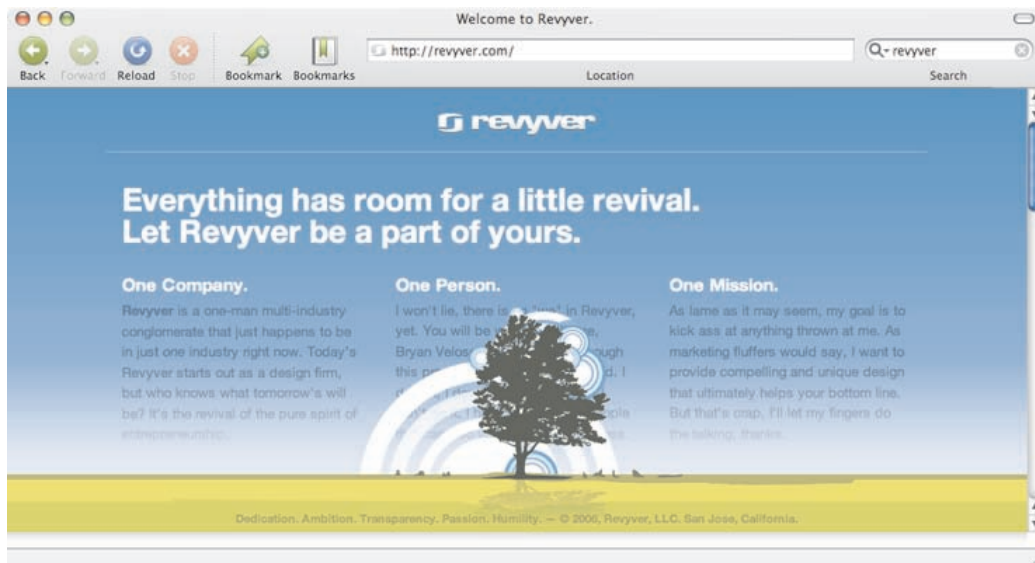 Welcome to Revyver.
http://revyver.com/
revyver
Back Forward Reload Stop Bookmark Bookmarks Location Search
revyver
Everything has room for a little revival.
Let Revyver be a part of yours.
One Company.
Revyver is a one-man multi-industry
conglomerate that just happens to be
in just one industry right now. Today's
Revyver starts out as a design firm,
but who knows what tomorrow's will
be? It's the revival of the pure spirit of
entrepreneurship.
One Person.
I won't lie, there is in Revyver,
yet. You will be
Bryan
this
One Mission.
As lame as it may seem, my goal is to
kick ass at anything thrown at me. As
marketing fluffers would say, I want to
provide compelling and unique design
that ultimately helps your bottom line.
But that's crap. I'll let my fingers do
the talking, thanks.
Dedication. Ambition. Transparency. Passion. Humility. — © 2006, Revyver, LLC. San Jose, California.